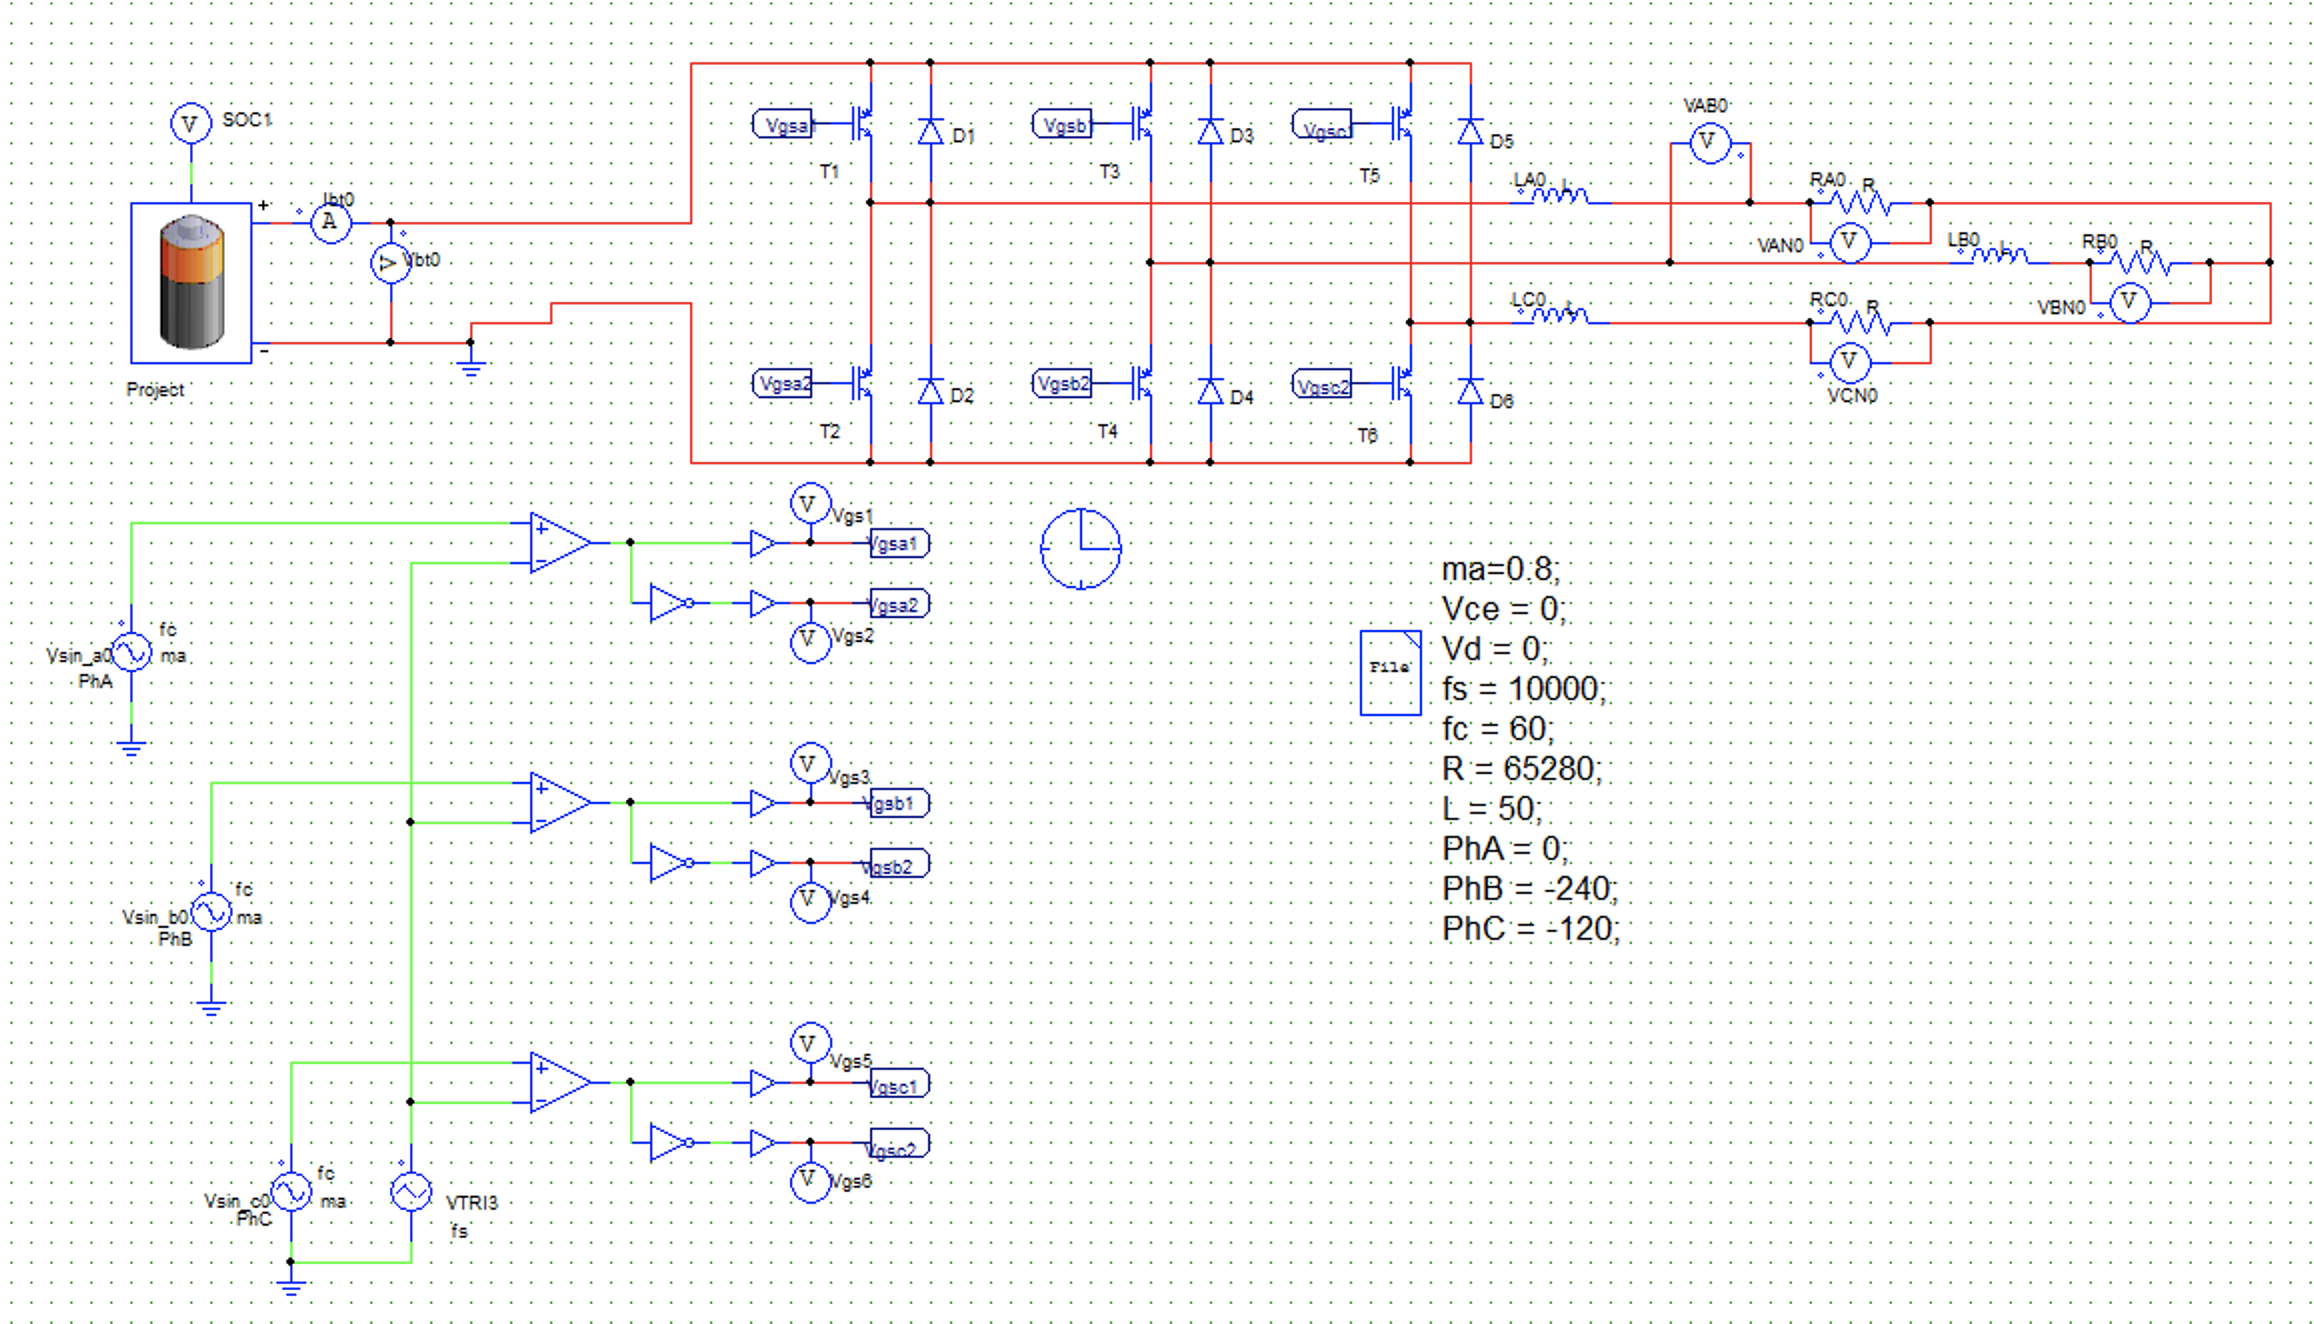 SOC1
V
Ibt0
A
+
V
Vbt0
-
Project
Vgsa1
T1
D1
Vgsb1
T3
D3
Vgsc1
T5
D5
Vgsa2
T2
D2
Vgsb2
T4
D4
Vgsc2
T6
D6
LA0 L
VAB0
V
RA0 R
VAN0 V
LB0 L
RB0 R
VBN0 V
LC0 L
RC0 R
V
VCN0
V
Vgs1
+
-
Vgsa1
Vgsa2
V
Vgs2
fc
Vsin_a0 ma
PhA
V
Vgs3
+
-
Vgsb1
Vgsb2
V
Vgs4
fc
Vsin_b0 ma
PhB
V
Vgs5
+
-
Vgsc1
Vgsc2
V
Vgs6
fc
Vsin_c0 ma
PhC
VTRI3
fs
File
ma=0.8;
Vce = 0;
Vd = 0;
fs = 10000;
fc = 60;
R = 65280;
L = 50;
PhA = 0;
PhB = -240;
PhC = -120;